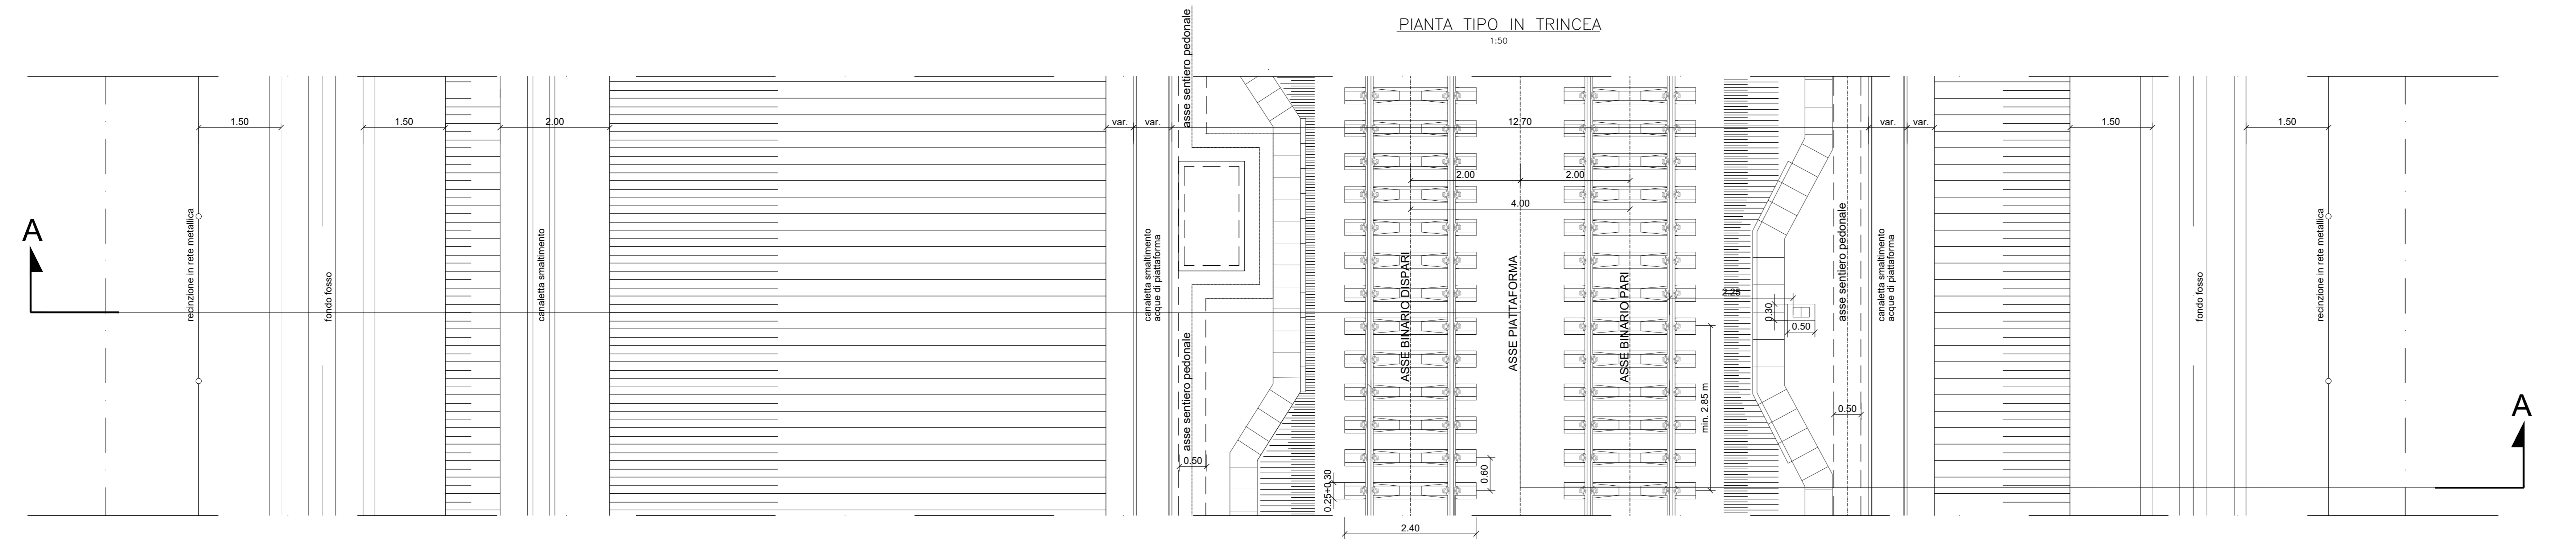 PIANTA TIPO IN TRINCEA
1:50
asse sentiero pedonale
1.50
1.50
2.00
var.
var.
12.70
var.
var.
1.50
1.50
2.00
2.00
4.00
A
recinzione in rete metallica
fondo fosso
canaletta smaltimento
canaletta smaltimento
acque di piattaforma
asse sentiero pedonale
0.50
ASSE BINARIO DISPARI
ASSE PIATTAFORMA
ASSE BINARIO PARI
2.25
0.30
0.50
asse sentiero pedonale
canaletta smaltimento
acque di piattaforma
0.50
fondo fosso
recinzione in rete metallica
A
min. 2.85 m
0.60
0.25÷0.30
2.40